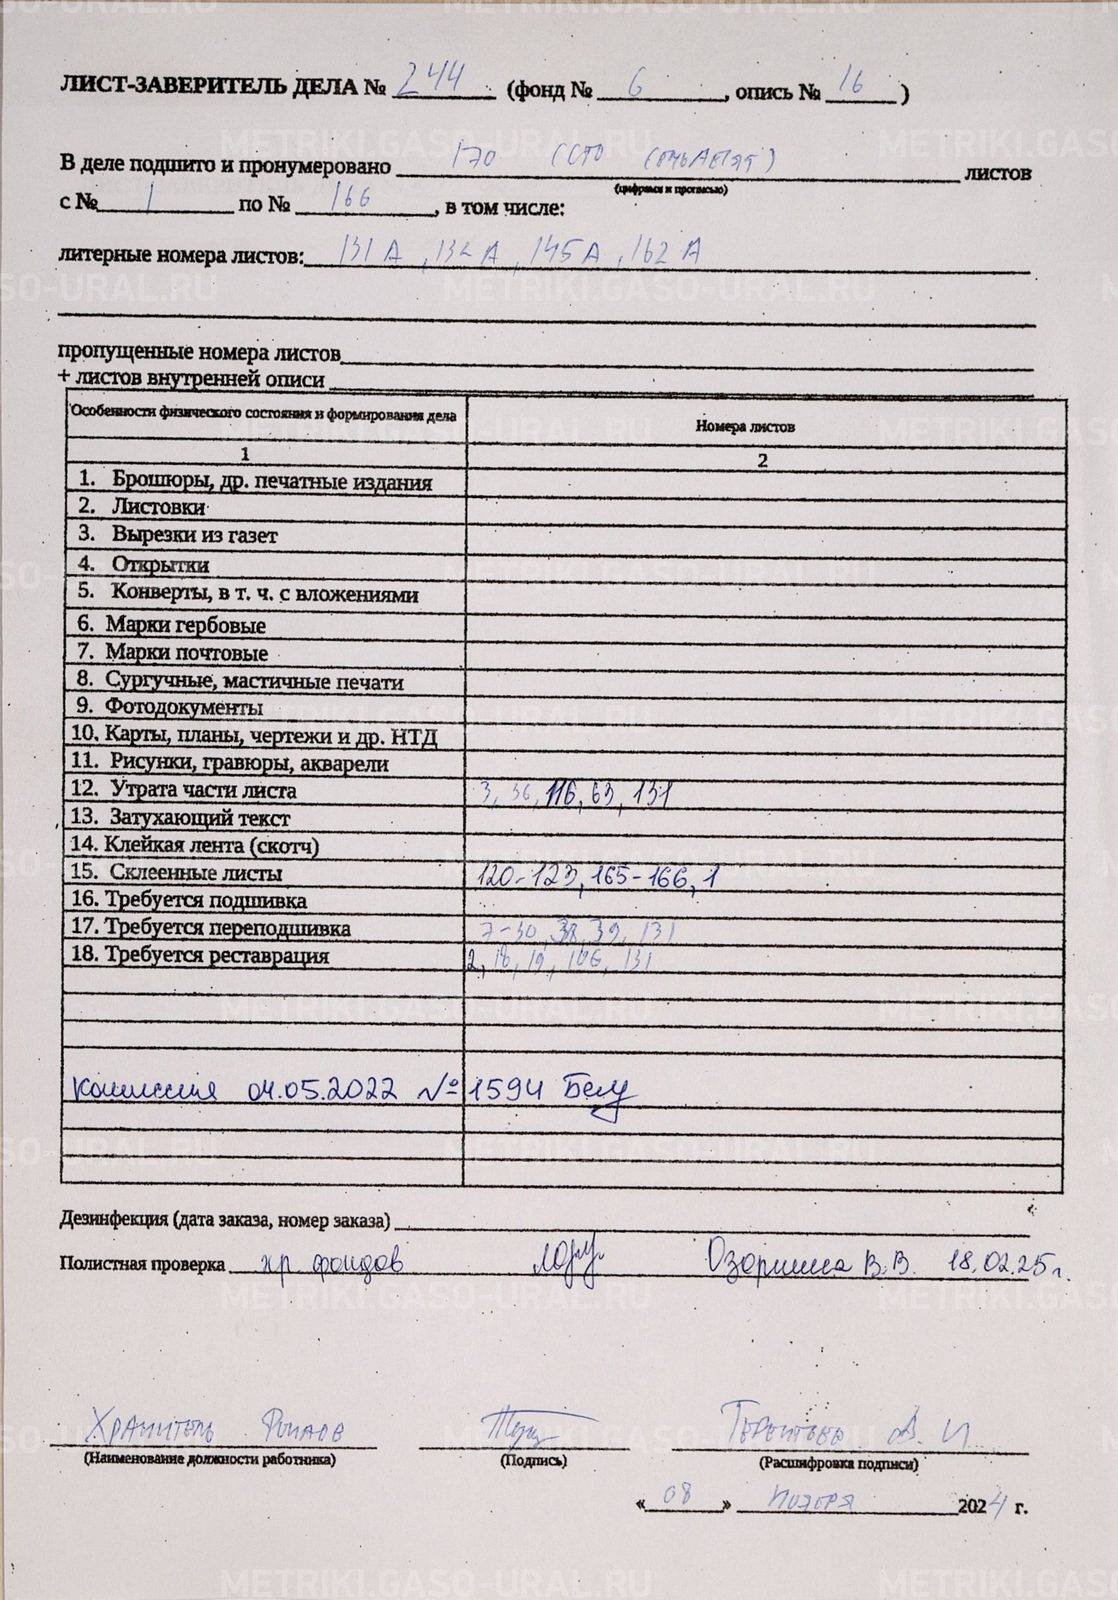 ЛИСТ-ЗАВЕРИТЕЛЬ ДЕЛА № 244 (фонд № 6, опись № 16)
В деле подшито и пронумеровано 170 (сто семьдесят) листов
(цифрами и прописью)
с № 1 по № 166, в том числе:
литерные номера листов: 131А, 132А, 145А, 162А
пропущенные номера листов
+ листов внутренней описи
Особенности физического состояния и формирования дела Номера листов
1 2
1. Брошюры, др. печатные издания
2. Листовки
3. Вырезки из газет
4. Открытки
5. Конверты, в т. ч. с вложениями
6. Марки гербовые
7. Марки почтовые
8. Сургучные, мастичные печати
9. Фотодокументы
10. Карты, планы, чертежи и др. НТД
11. Рисунки, гравюры, акварели
12. Утрата части листа 3, 36, 116, 63, 131
13. Затухающий текст
14. Клейкая лента (скотч)
15. Склеенные листы 120-123, 165-166, 1
16. Требуется подшивка
17. Требуется переподшивка 7-30, 38, 39, 131
18. Требуется реставрация 2, 18, 19, 106, 131
Комиссия 04.05.2022 № 1594
Дезинфекция (дата заказа, номер заказа)
Полистная проверка хр. фондов Озорнина В.В. 18.02.25г.
Хранитель фондов Терентьев В. И
(Наименование должности работника) (Подпись) (Расшифровка подписи)
«08» ноября 2024 г.
METRIKI.GASO-URAL.RU